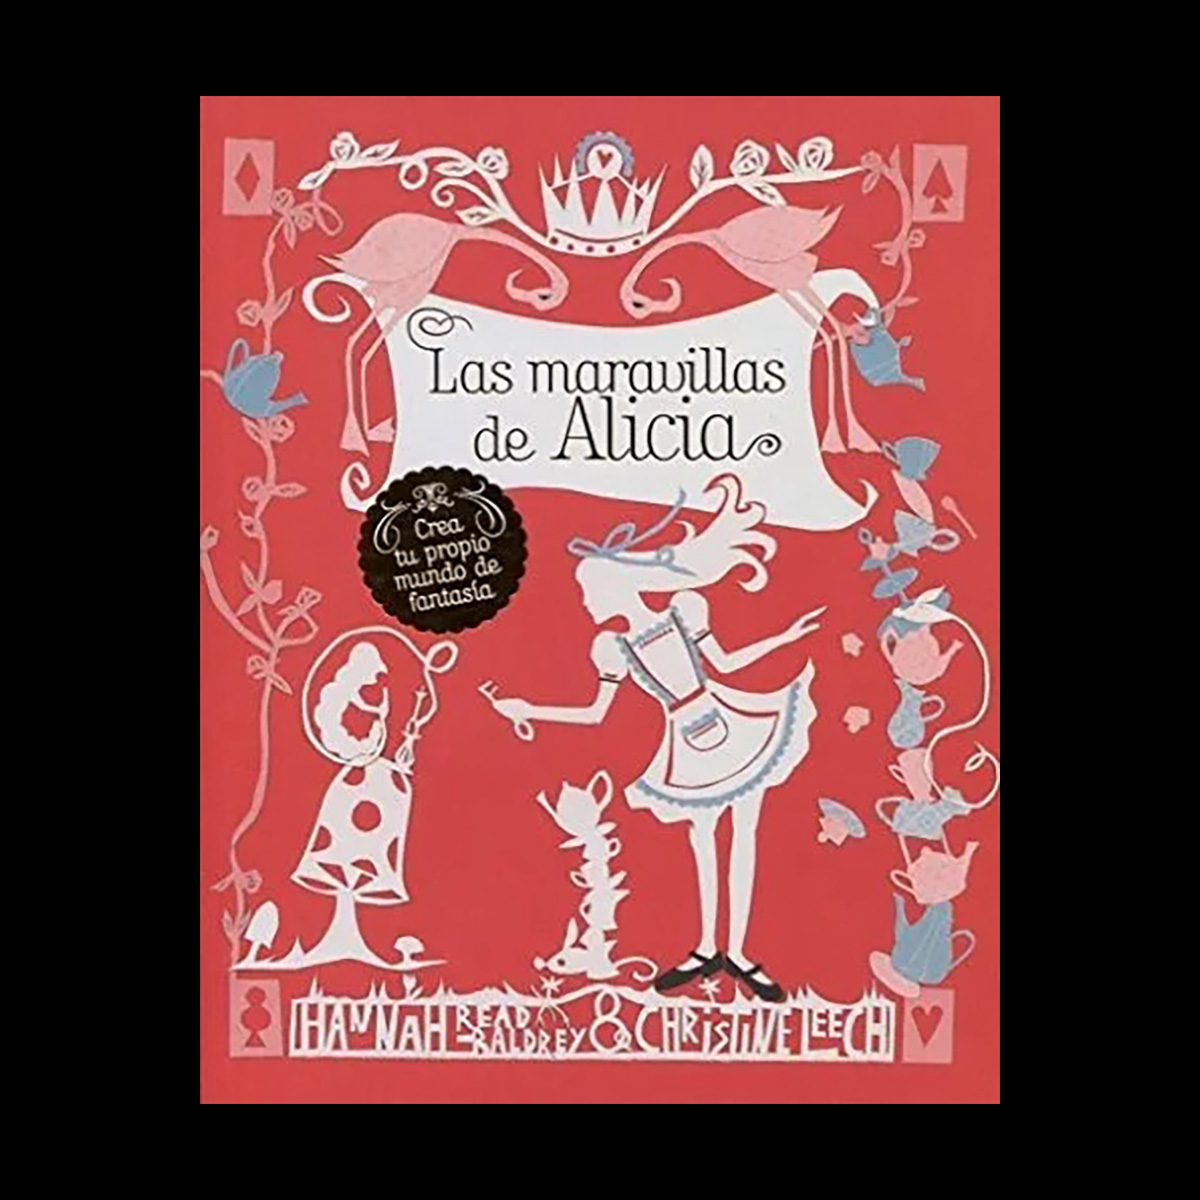 Las maravillas
de Alicia
Crea
tu propio
mundo de
fantasía
HANNAH READ-BALDREY & CHRISTINE LEECH